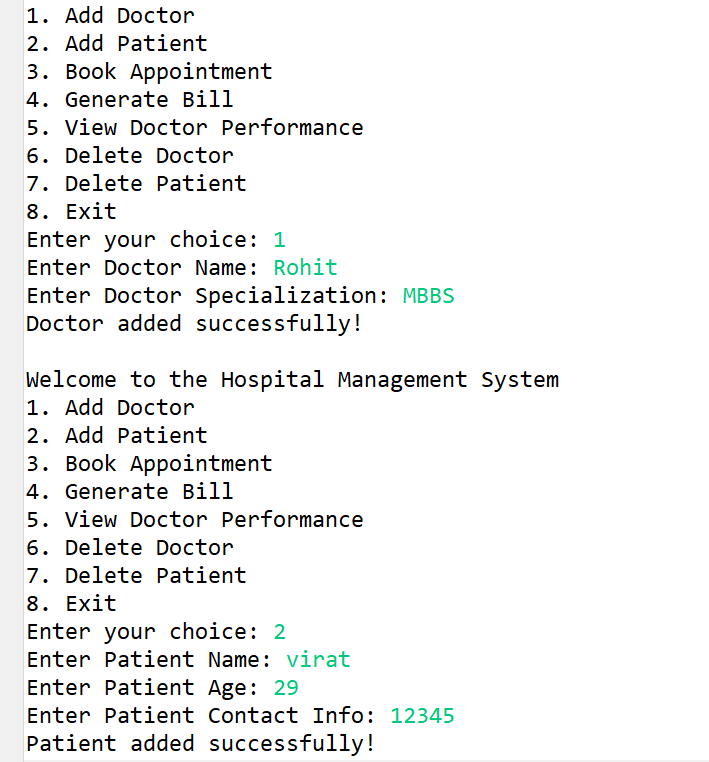 1. Add Doctor
2. Add Patient
3. Book Appointment
4. Generate Bill
5. View Doctor Performance
6. Delete Doctor
7. Delete Patient
8. Exit
Enter your choice: 1
Enter Doctor Name: Rohit
Enter Doctor Specialization: MBBS
Doctor added successfully!
Welcome to the Hospital Management System
1. Add Doctor
2. Add Patient
3. Book Appointment
4. Generate Bill
5. View Doctor Performance
6. Delete Doctor
7. Delete Patient
8. Exit
Enter your choice: 2
Enter Patient Name: virat
Enter Patient Age: 29
Enter Patient Contact Info: 12345
Patient added successfully!